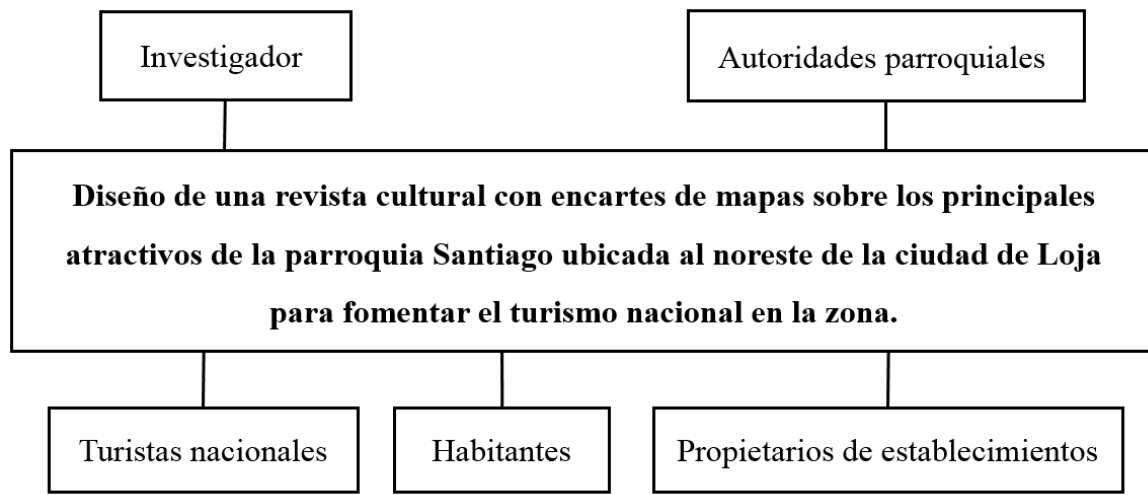 Investigador
Autoridades parroquiales
Diseño de una revista cultural con encartes de mapas sobre los principales
atractivos de la parroquia Santiago ubicada al noreste de la ciudad de Loja
para fomentar el turismo nacional en la zona.
Turistas nacionales
Habitantes
Propietarios de establecimientos